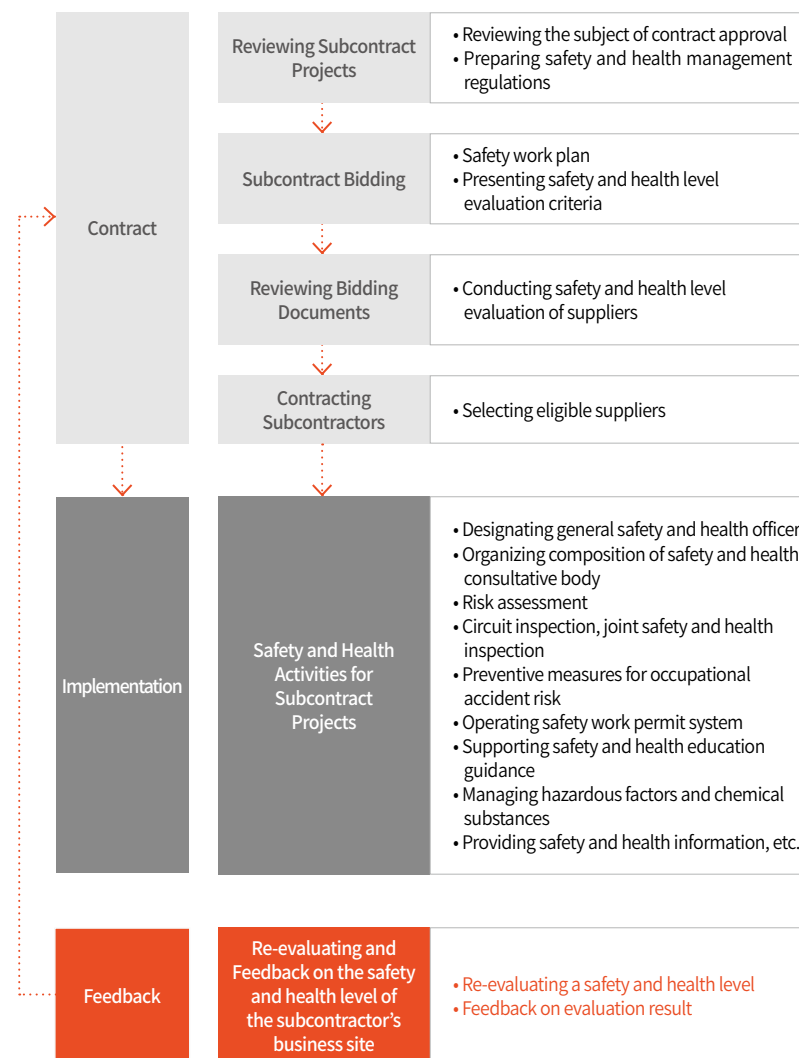 Contract
Reviewing Subcontract
Projects
• Reviewing the subject of contract approval
• Preparing safety and health management
regulations
Subcontract Bidding
• Safety work plan
• Presenting safety and health level
evaluation criteria
Reviewing Bidding
Documents
• Conducting safety and health level
evaluation of suppliers
Contracting
Subcontractors
• Selecting eligible suppliers
Implementation
Safety and Health
Activities for
Subcontract
Projects
• Designating general safety and health officer
• Organizing composition of safety and health
consultative body
• Risk assessment
• Circuit inspection, joint safety and health
inspection
• Preventive measures for occupational
accident risk
• Operating safety work permit system
• Supporting safety and health education
guidance
• Managing hazardous factors and chemical
substances
• Providing safety and health information, etc.
Feedback
Re-evaluating and
Feedback on the safety
and health level of
the subcontractor’s
business site
• Re-evaluating a safety and health level
• Feedback on evaluation result